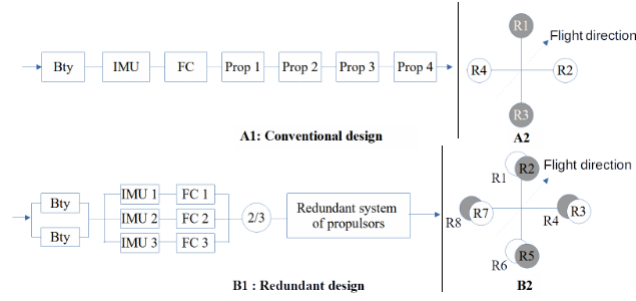 Bty IMU FC Prop 1 Prop 2 Prop 3 Prop 4
A1: Conventional design
R1
Flight direction
R4 R2
R3
A2
Bty
Bty
IMU 1 FC 1
IMU 2 FC 2
IMU 3 FC 3
2/3
Redundant system
of propulsors
B1 : Redundant design
R2
R1
Flight direction
R7 R3
R8 R4
R5
R6
B2